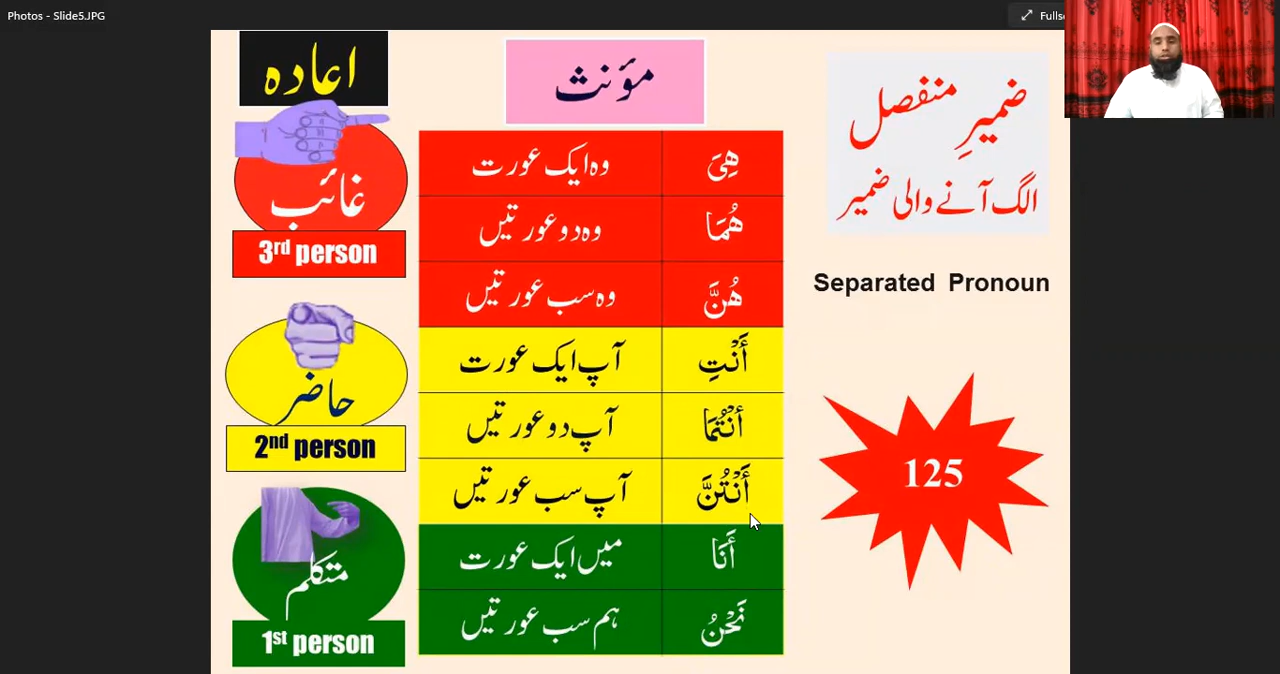 Photos - Slide5.JPG
Fulls
اعادہ
مؤنث
ضمیرِ منفصل
الگ آنے والی ضمیر
Separated Pronoun
125
غائب
3rd person
حاضر
2nd person
متکلم
1st person
هِيَ وہ ایک عورت
هُمَا وہ دو عورتیں
هُنَّ وہ سب عورتیں
أَنْتِ آپ ایک عورت
أنْتُمَا آپ دو عورتیں
أَنْتُنَّ آپ سب عورتیں
أَنَا میں ایک عورت
نَحْنُ ہم سب عورتیں